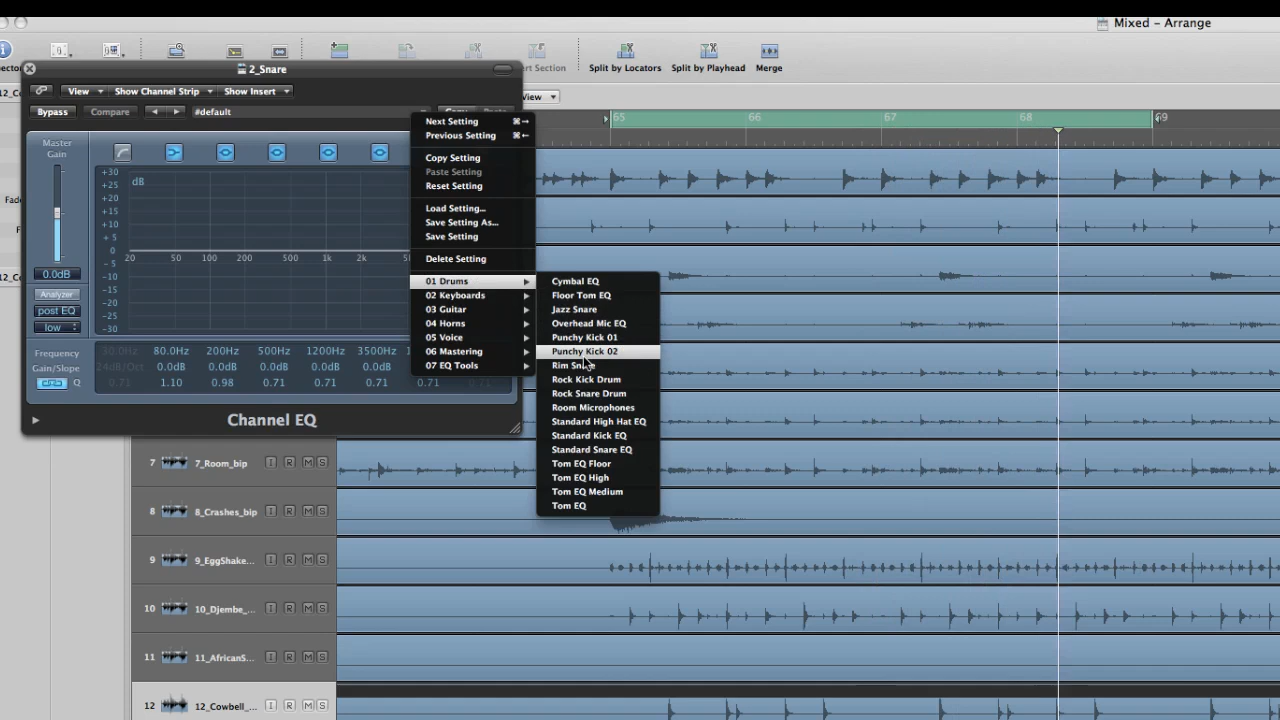 Mixed – Arrange
Split by Locators
Split by Playhead
Merge
2_Snare
View
Show Channel Strip
Show Insert
View
Bypass
Compare
#default
65
66
67
68
69
Master
Gain
0.0dB
Analyzer
post EQ
low
+30
+25
+20
+15
+10
+ 5
0
- 5
-10
-15
-20
-25
-30
dB
20
50
100
200
500
1k
2k
Frequency
Gain/Slope
Q
30.0Hz
80.0Hz
200Hz
500Hz
1200Hz
3500Hz
24dB/Oct
0.0dB
0.0dB
0.0dB
0.0dB
0.0dB
0.71
1.10
0.98
0.71
0.71
0.71
Channel EQ
Next Setting ⌘→
Previous Setting ⌘←
Copy Setting
Paste Setting
Reset Setting
Load Setting...
Save Setting As...
Save Setting
Delete Setting
01 Drums
02 Keyboards
03 Guitar
04 Horns
05 Voice
06 Mastering
07 EQ Tools
Cymbal EQ
Floor Tom EQ
Jazz Snare
Overhead Mic EQ
Punchy Kick 01
Punchy Kick 02
Rim Snare
Rock Kick Drum
Rock Snare Drum
Room Microphones
Standard High Hat EQ
Standard Kick EQ
Standard Snare EQ
Tom EQ Floor
Tom EQ High
Tom EQ Medium
Tom EQ
7 7_Room_bip I R M S
8 8_Crashes_bip I R M S
9 9_EggShake... I R M S
10 10_Djembe_... I R M S
11 11_AfricanS... I R M S
12 12_Cowbell_... I R M S